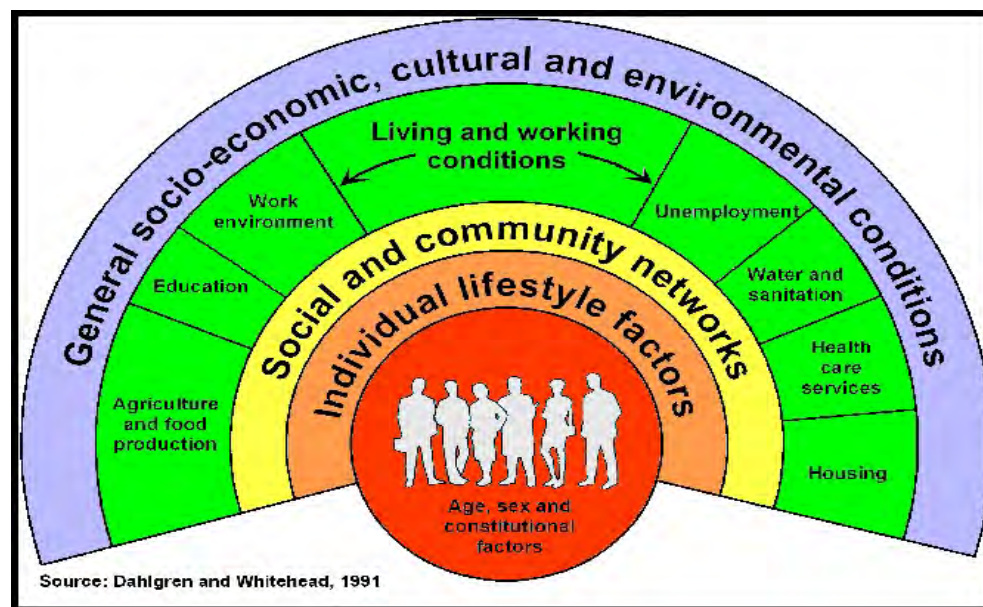 General socio-economic, cultural and environmental conditions
Living and working
conditions
Work
environment
Unemployment
Education
Water and
sanitation
Agriculture
and food
production
Health
care
services
Housing
Social and community networks
Individual lifestyle factors
Age, sex and
constitutional
factors
Source: Dahlgren and Whitehead, 1991